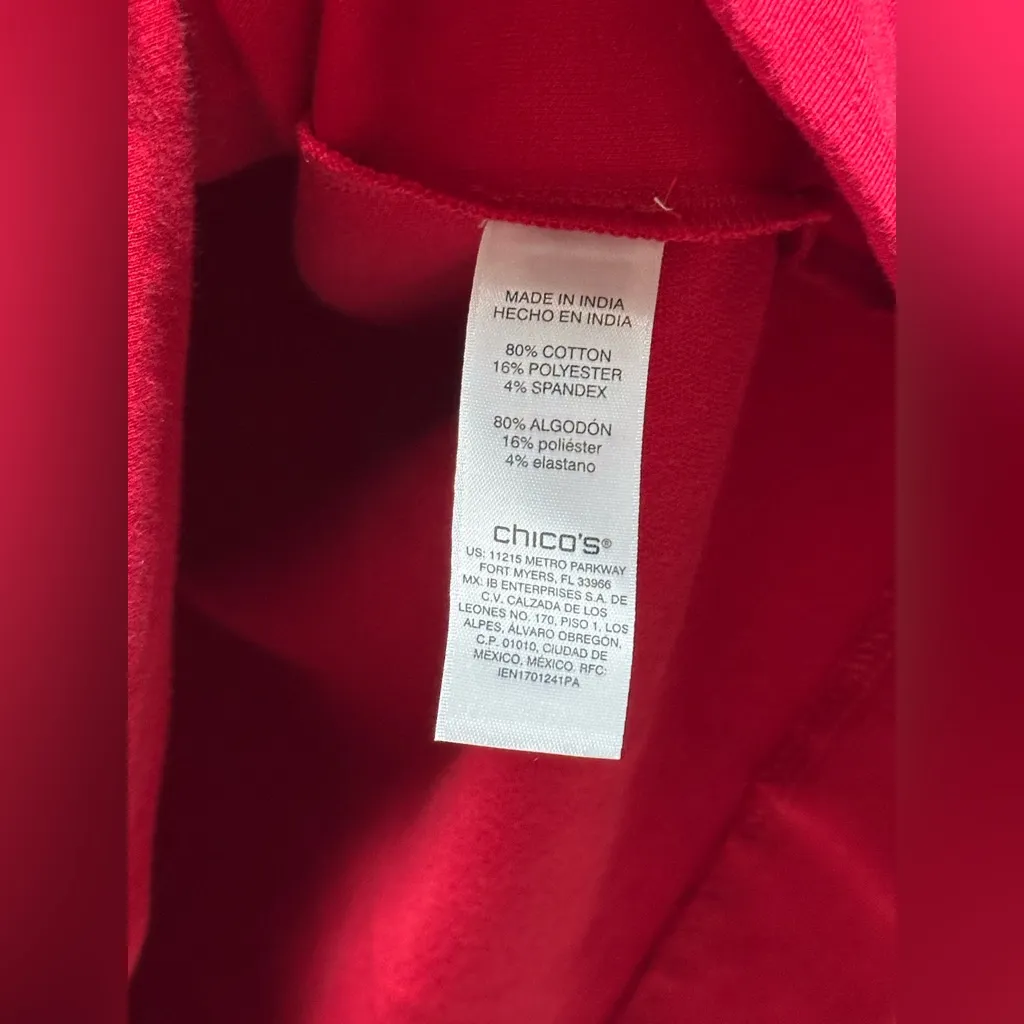 MADE IN INDIA
HECHO EN INDIA
80% COTTON
16% POLYESTER
4% SPANDEX
80% ALGODÓN
16% poliéster
4% elastano
chico's®
US: 11215 METRO PARKWAY
FORT MYERS, FL 33966
MX: IB ENTERPRISES S.A. DE
C.V. CALZADA DE LOS
LEONES NO. 170, PISO 1, LOS
ALPES, ÁLVARO OBREGÓN,
C.P. 01010, CIUDAD DE
MÉXICO, MÉXICO. RFC:
IEN1701241PA